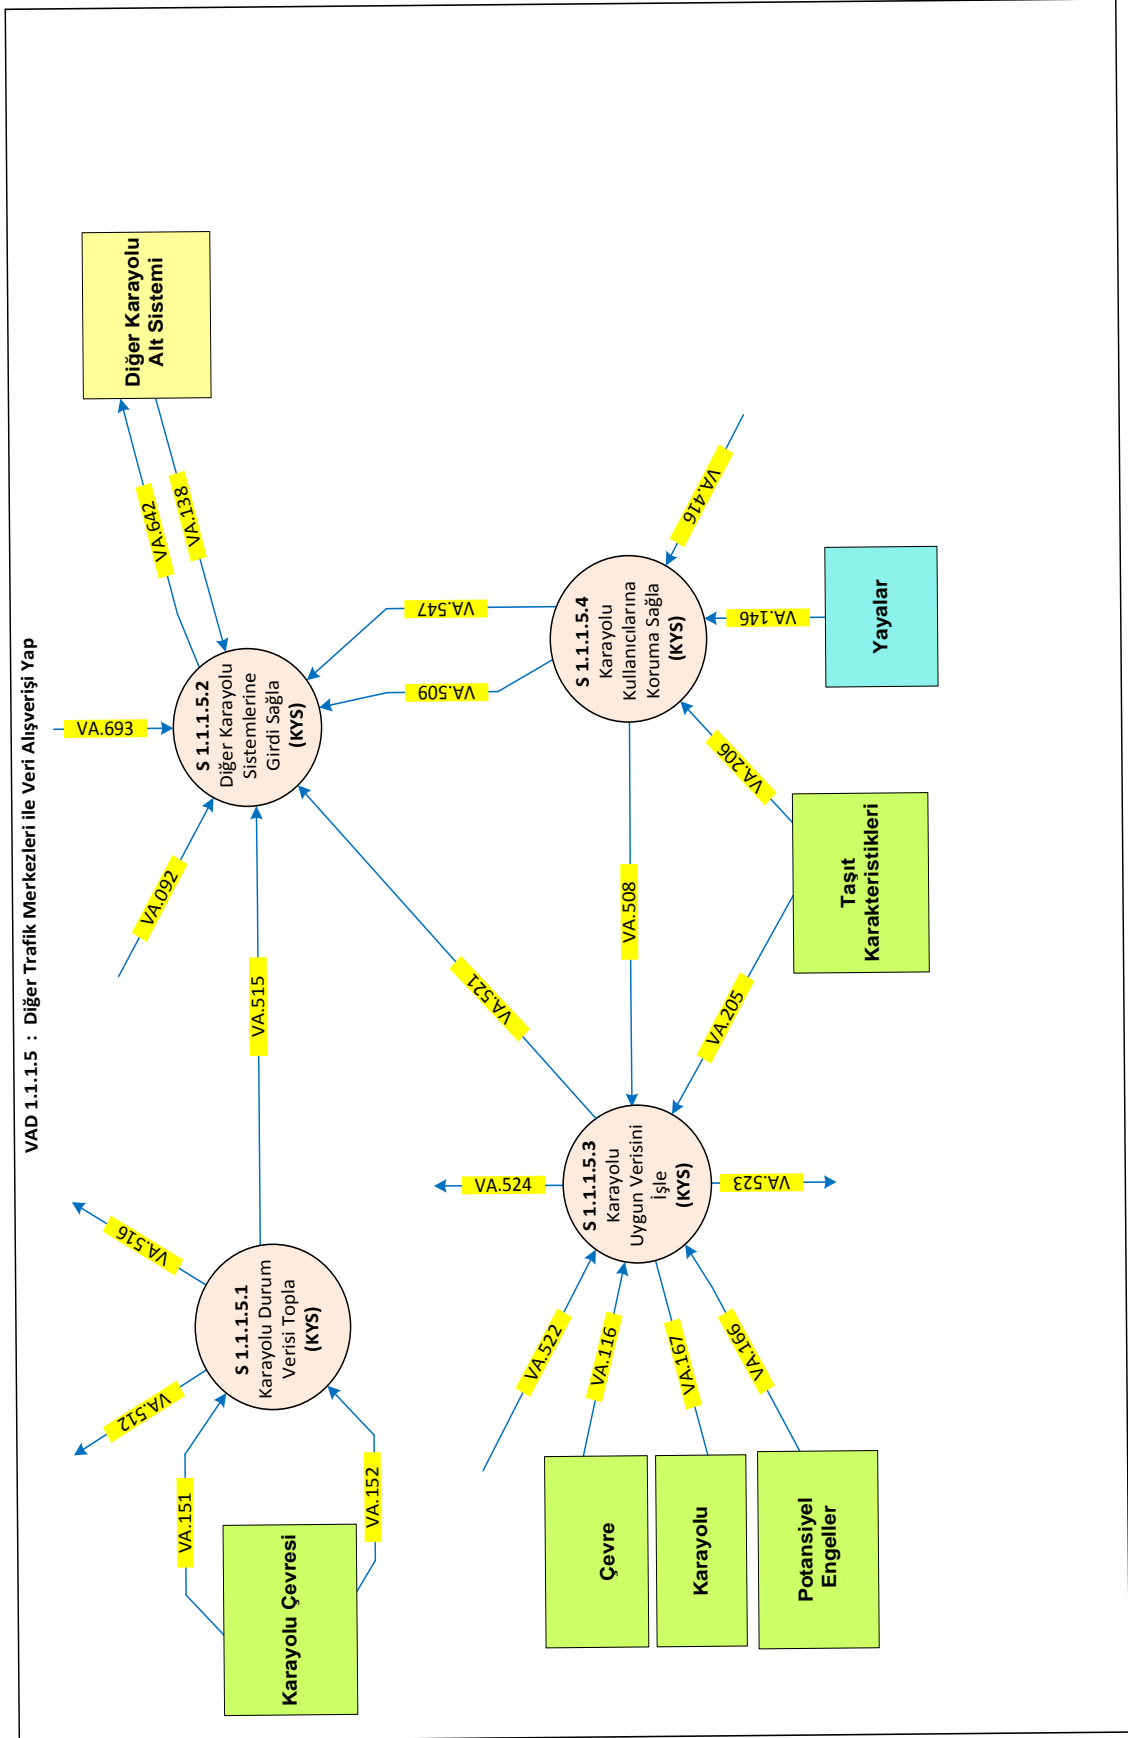 VAD 1.1.1.5 : Diğer Trafik Merkezleri ile Veri Alışverişi Yap
Karayolu Çevresi
VA.151
VA.152
VA.512
VA.516
S 1.1.1.5.1
Karayolu Durum
Verisi Topla
(KYS)
VA.515
VA.092
VA.693
S 1.1.1.5.2
Diğer Karayolu
Sistemlerine
Girdi Sağla
(KYS)
VA.642
VA.138
Diğer Karayolu
Alt Sistemi
VA.521
VA.509
VA.547
Çevre
Karayolu
Potansiyel
Engeller
VA.522
VA.116
VA.167
VA.166
VA.524
S 1.1.1.5.3
Karayolu
Uygun Verisini
İşle
(KYS)
VA.523
VA.508
VA.205
VA.206
Taşıt
Karakteristikleri
S 1.1.1.5.4
Karayolu
Kullanıcılarına
Koruma Sağla
(KYS)
VA.416
VA.146
Yayalar